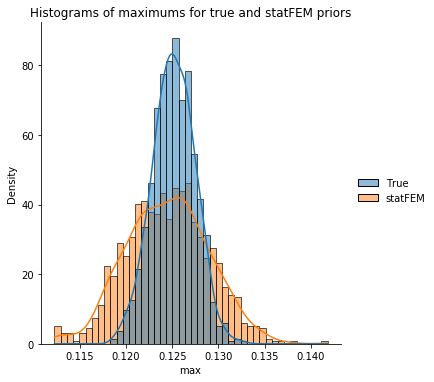 Histograms of maximums for true and statFEM priors
Density
80
60
40
20
0
0.115 0.120 0.125 0.130 0.135 0.140
max
True
statFEM